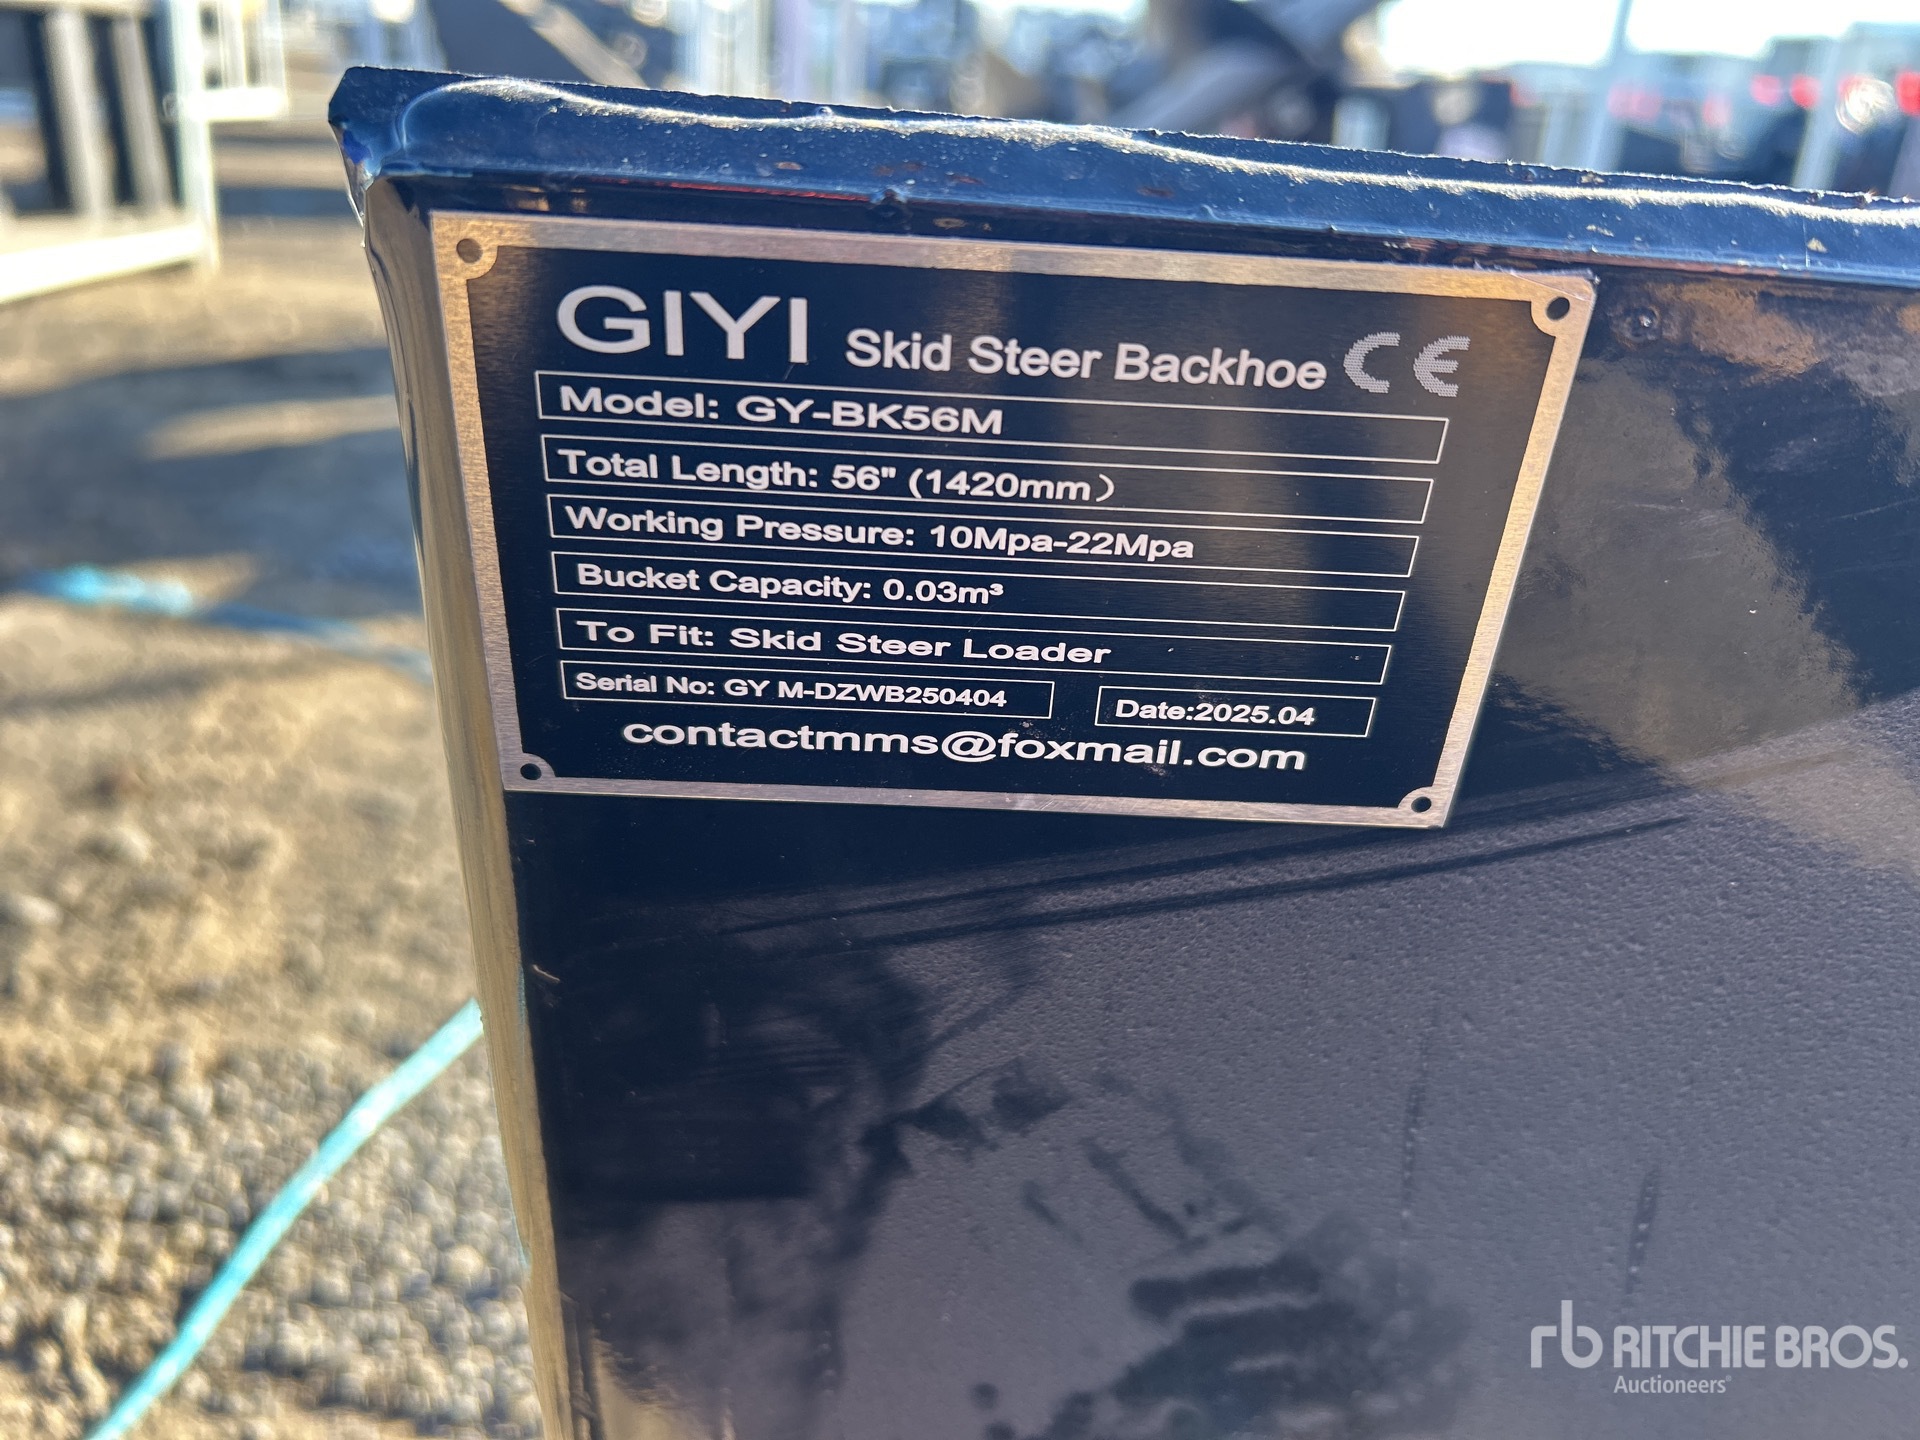 GIYI Skid Steer Backhoe CE
Model: GY-BK56M
Total Length: 56" (1420mm）
Working Pressure: 10Mpa-22Mpa
Bucket Capacity: 0.03m³
To Fit: Skid Steer Loader
Serial No: GY M-DZWB250404 Date:2025.04
contactmms@foxmail.com
rb RITCHIE BROS.
Auctioneers